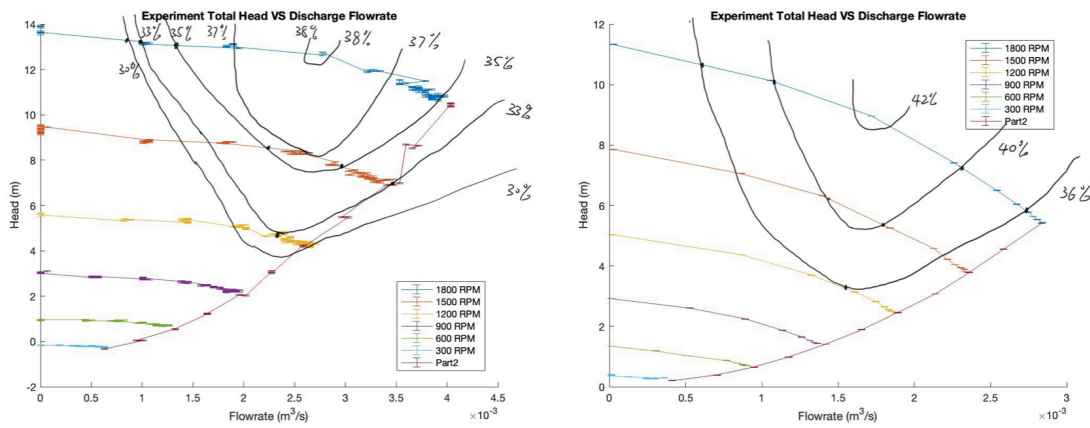 Experiment Total Head VS Discharge Flowrate
30%
33%
35%
37%
38%
38%
37%
35%
33%
30%
14
12
10
8
6
4
2
0
-2
Head (m)
1800 RPM
1500 RPM
1200 RPM
900 RPM
600 RPM
300 RPM
Part2
0 0.5 1 1.5 2 2.5 3 3.5 4 4.5
Flowrate (m³/s)
×10⁻³
Experiment Total Head VS Discharge Flowrate
42%
40%
36%
12
10
8
6
4
2
0
Head (m)
1800 RPM
1500 RPM
1200 RPM
900 RPM
600 RPM
300 RPM
Part2
0 0.5 1 1.5 2 2.5 3
Flowrate (m³/s)
×10⁻³